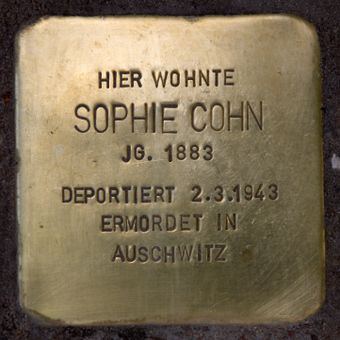 HIER WOHNTE
SOPHIE COHN
JG. 1883
DEPORTIERT 2.3.1943
ERMORDET IN
AUSCHWITZ